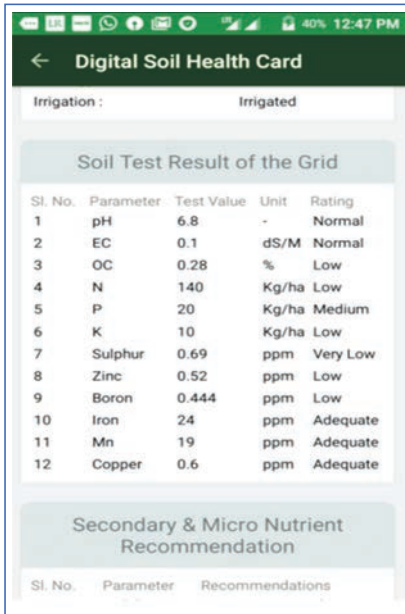 40% 12:47 PM
← Digital Soil Health Card
Irrigation : Irrigated
Soil Test Result of the Grid
Sl. No. Parameter Test Value Unit Rating
1 pH 6.8 - Normal
2 EC 0.1 dS/M Normal
3 OC 0.28 % Low
4 N 140 Kg/ha Low
5 P 20 Kg/ha Medium
6 K 10 Kg/ha Low
7 Sulphur 0.69 ppm Very Low
8 Zinc 0.52 ppm Low
9 Boron 0.444 ppm Low
10 Iron 24 ppm Adequate
11 Mn 19 ppm Adequate
12 Copper 0.6 ppm Adequate
Secondary & Micro Nutrient
Recommendation
Sl. No. Parameter Recommendations